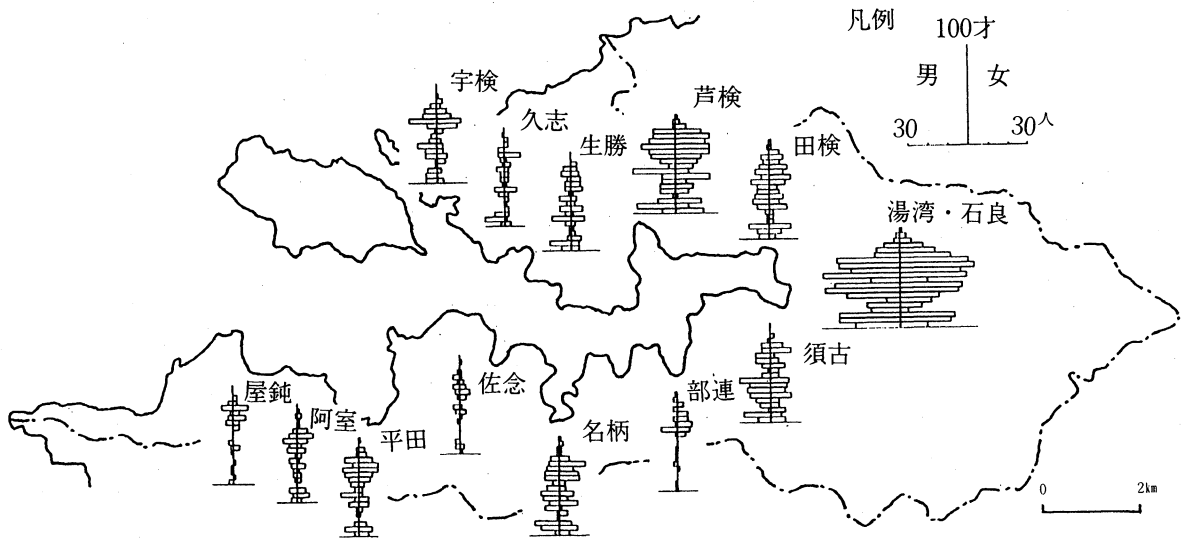 凡例
100才
男 女
30 30人
宇検
久志
生勝
芦検
田検
湯湾・石良
須古
部連
名柄
佐念
平田
阿室
屋鈍
0 2km